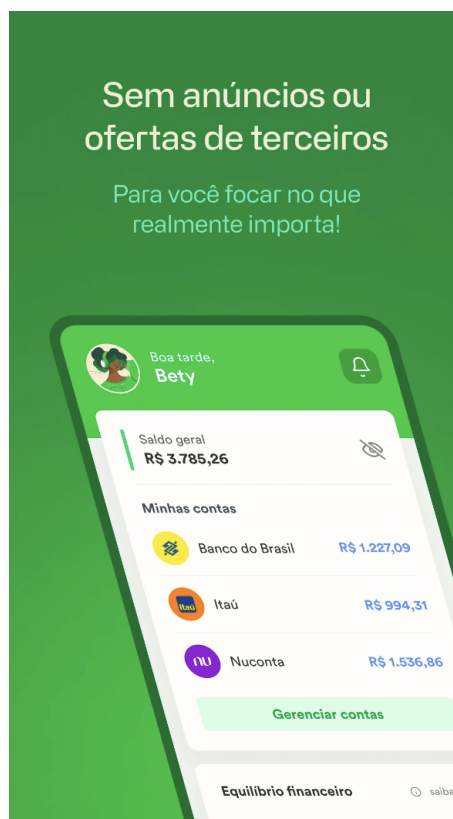 Sem anúncios ou
ofertas de terceiros
Para você focar no que
realmente importa!
Boa tarde,
Bety
Saldo geral
R$ 3.785,26
Minhas contas
Banco do Brasil R$ 1.227,09
Itaú Itaú R$ 994,31
nu Nuconta R$ 1.536,86
Gerenciar contas
Equilíbrio financeiro saiba